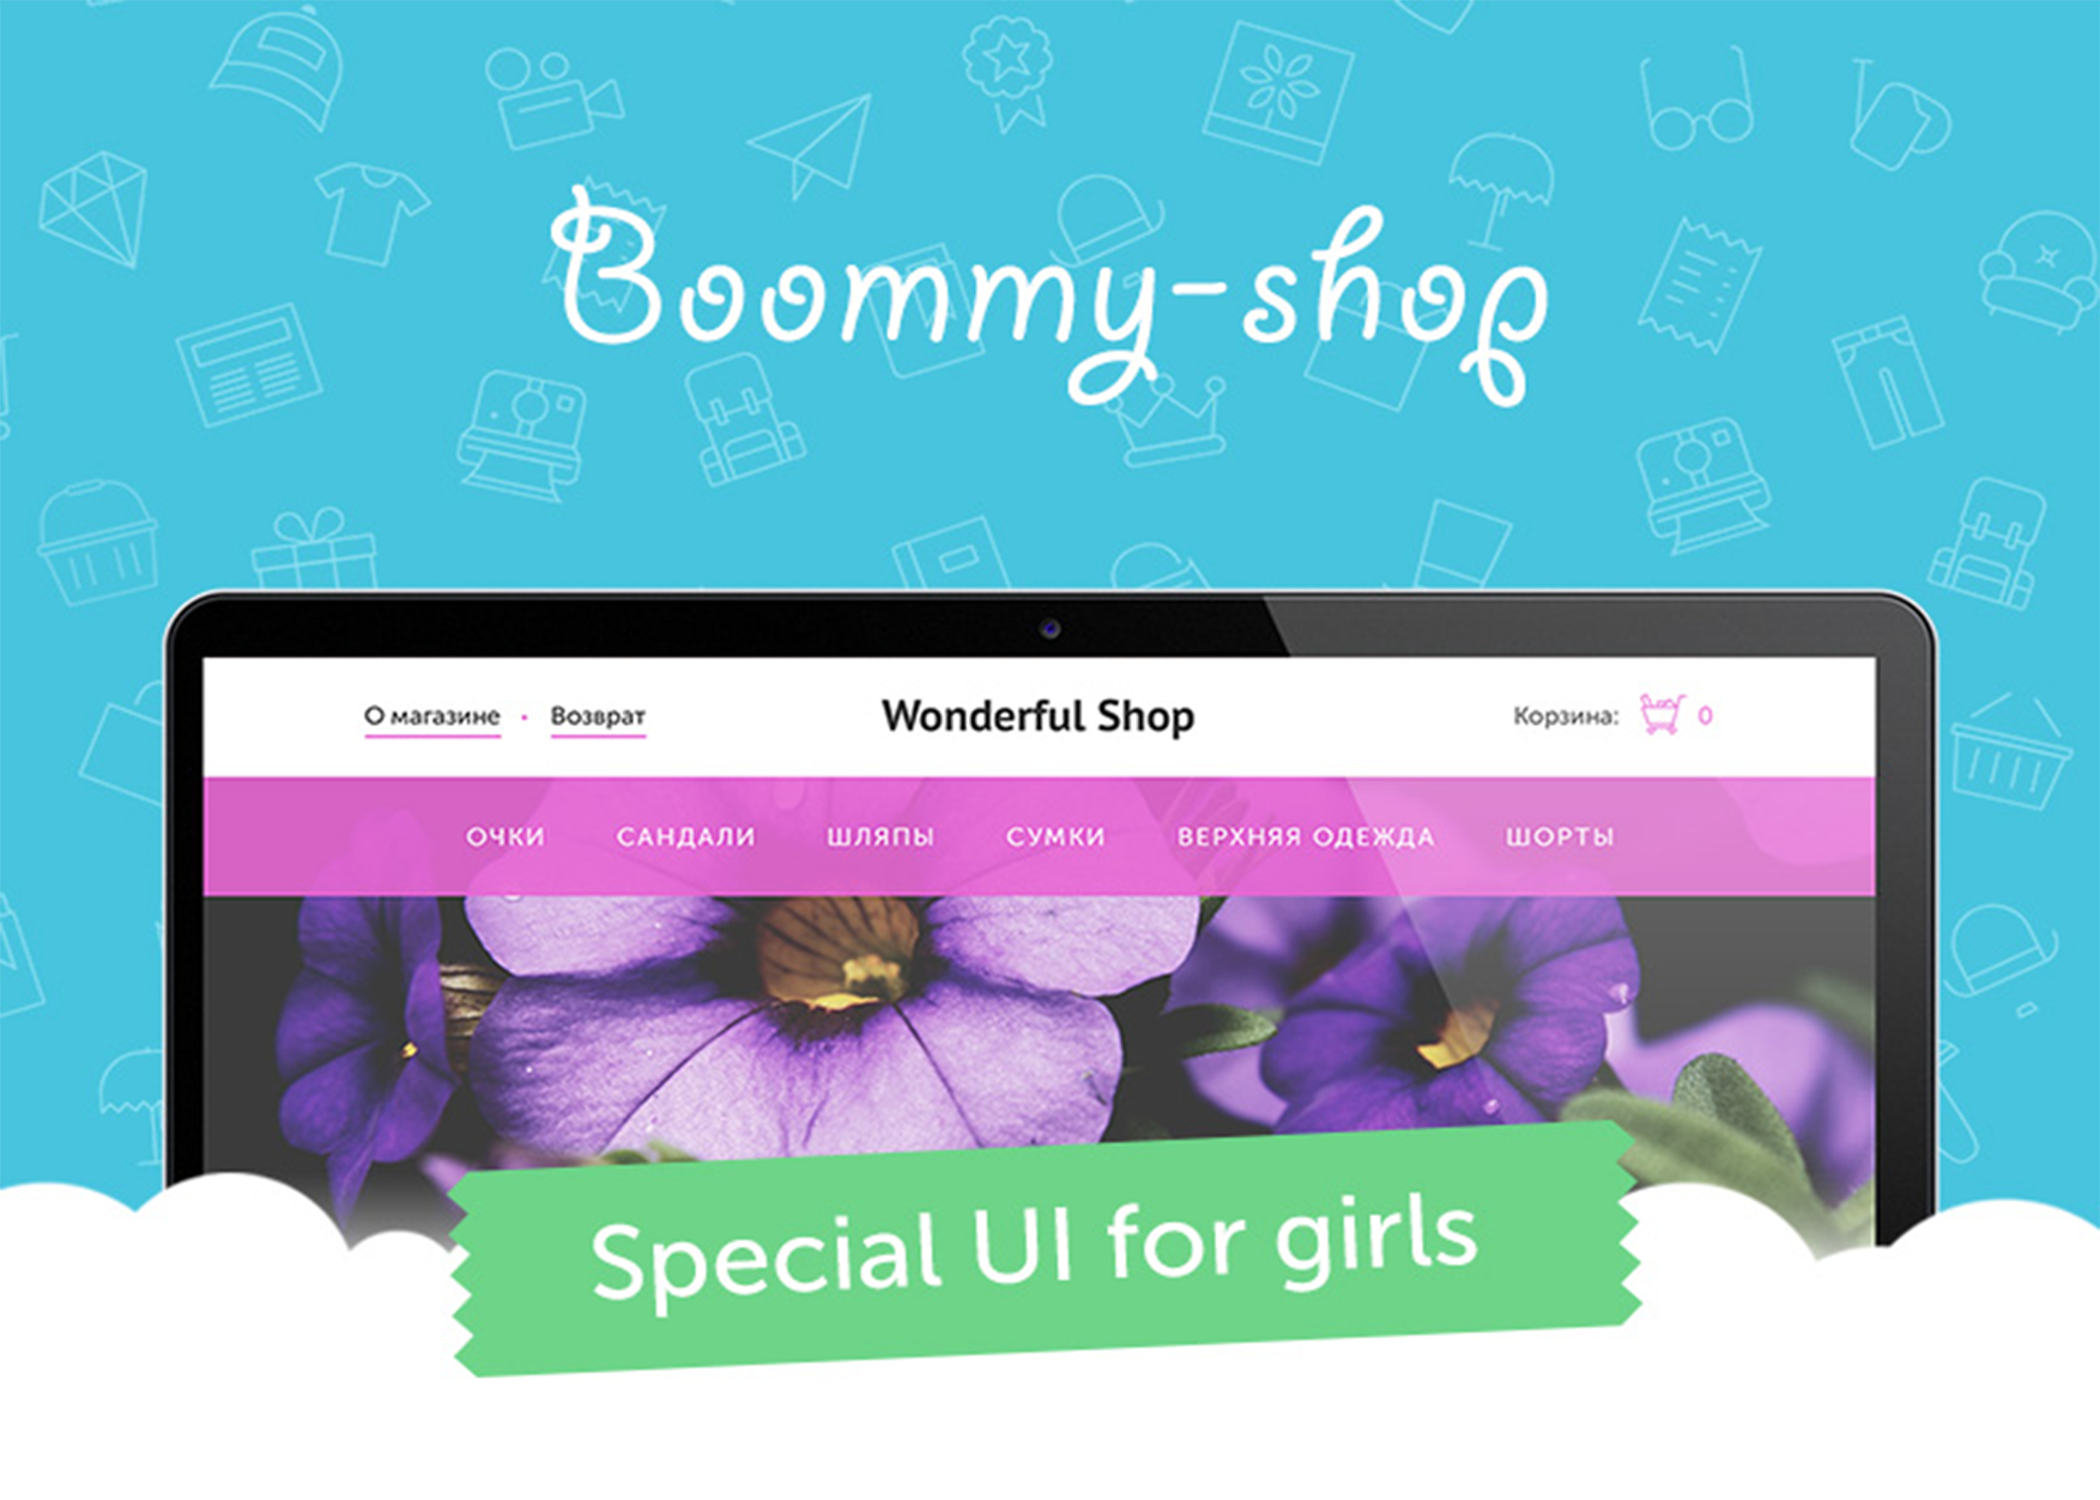 Boommy-shop
О магазине · Возврат
Wonderful Shop
Корзина: 0
ОЧКИ САНДАЛИ ШЛЯПЫ СУМКИ ВЕРХНЯЯ ОДЕЖДА ШОРТЫ
Special UI for girls